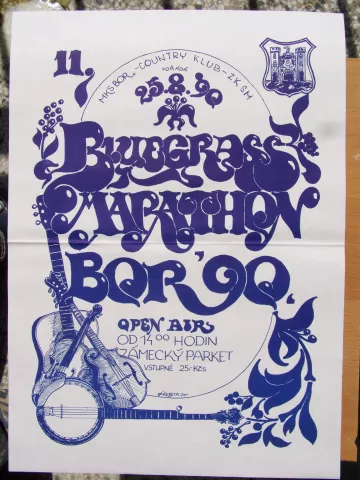 11.
MKS BOR - COUNTRY KLUB - ZK SM
POŘÁDÁ
25.8.90
BLUEGRASS
MARATHON
BOR '90.
OPEN AIR,
OD 14.00 HODIN
ZÁMECKÝ PARKET
VSTUPNÉ 25,- Kčs